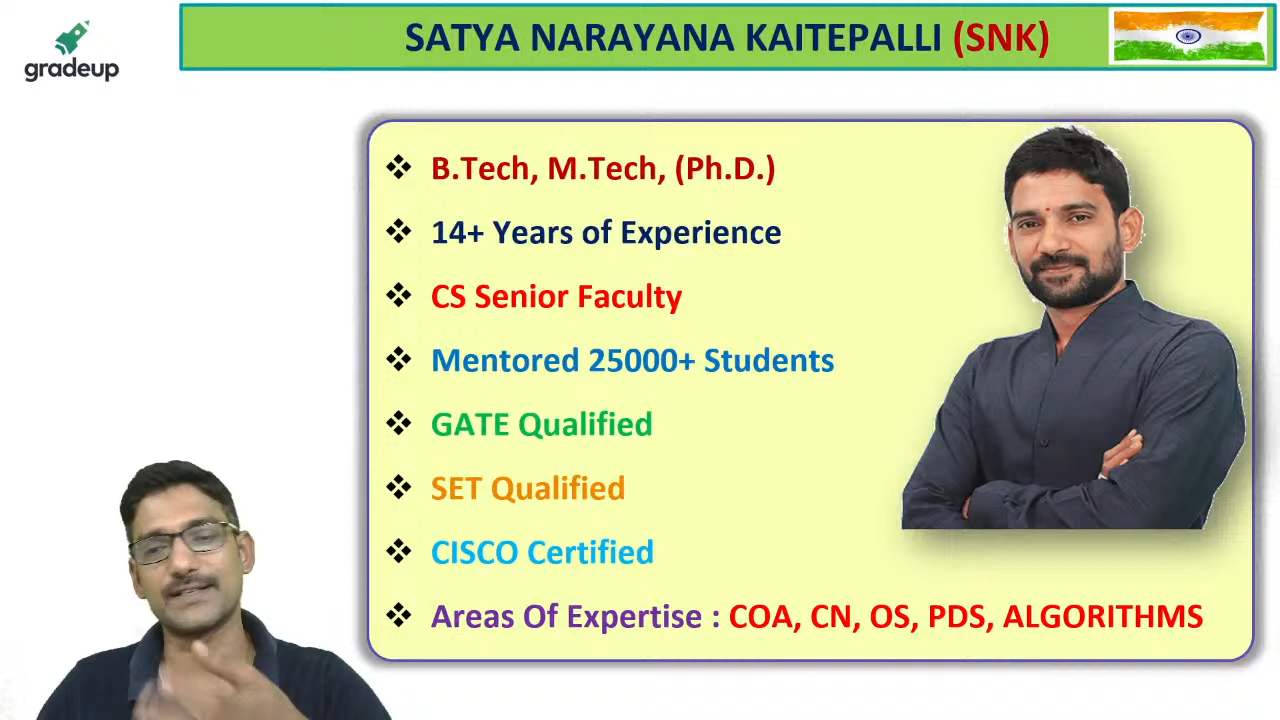 gradeup
SATYA NARAYANA KAITEPALLI (SNK)
B.Tech, M.Tech, (Ph.D.)
14+ Years of Experience
CS Senior Faculty
Mentored 25000+ Students
GATE Qualified
SET Qualified
CISCO Certified
Areas Of Expertise : COA, CN, OS, PDS, ALGORITHMS